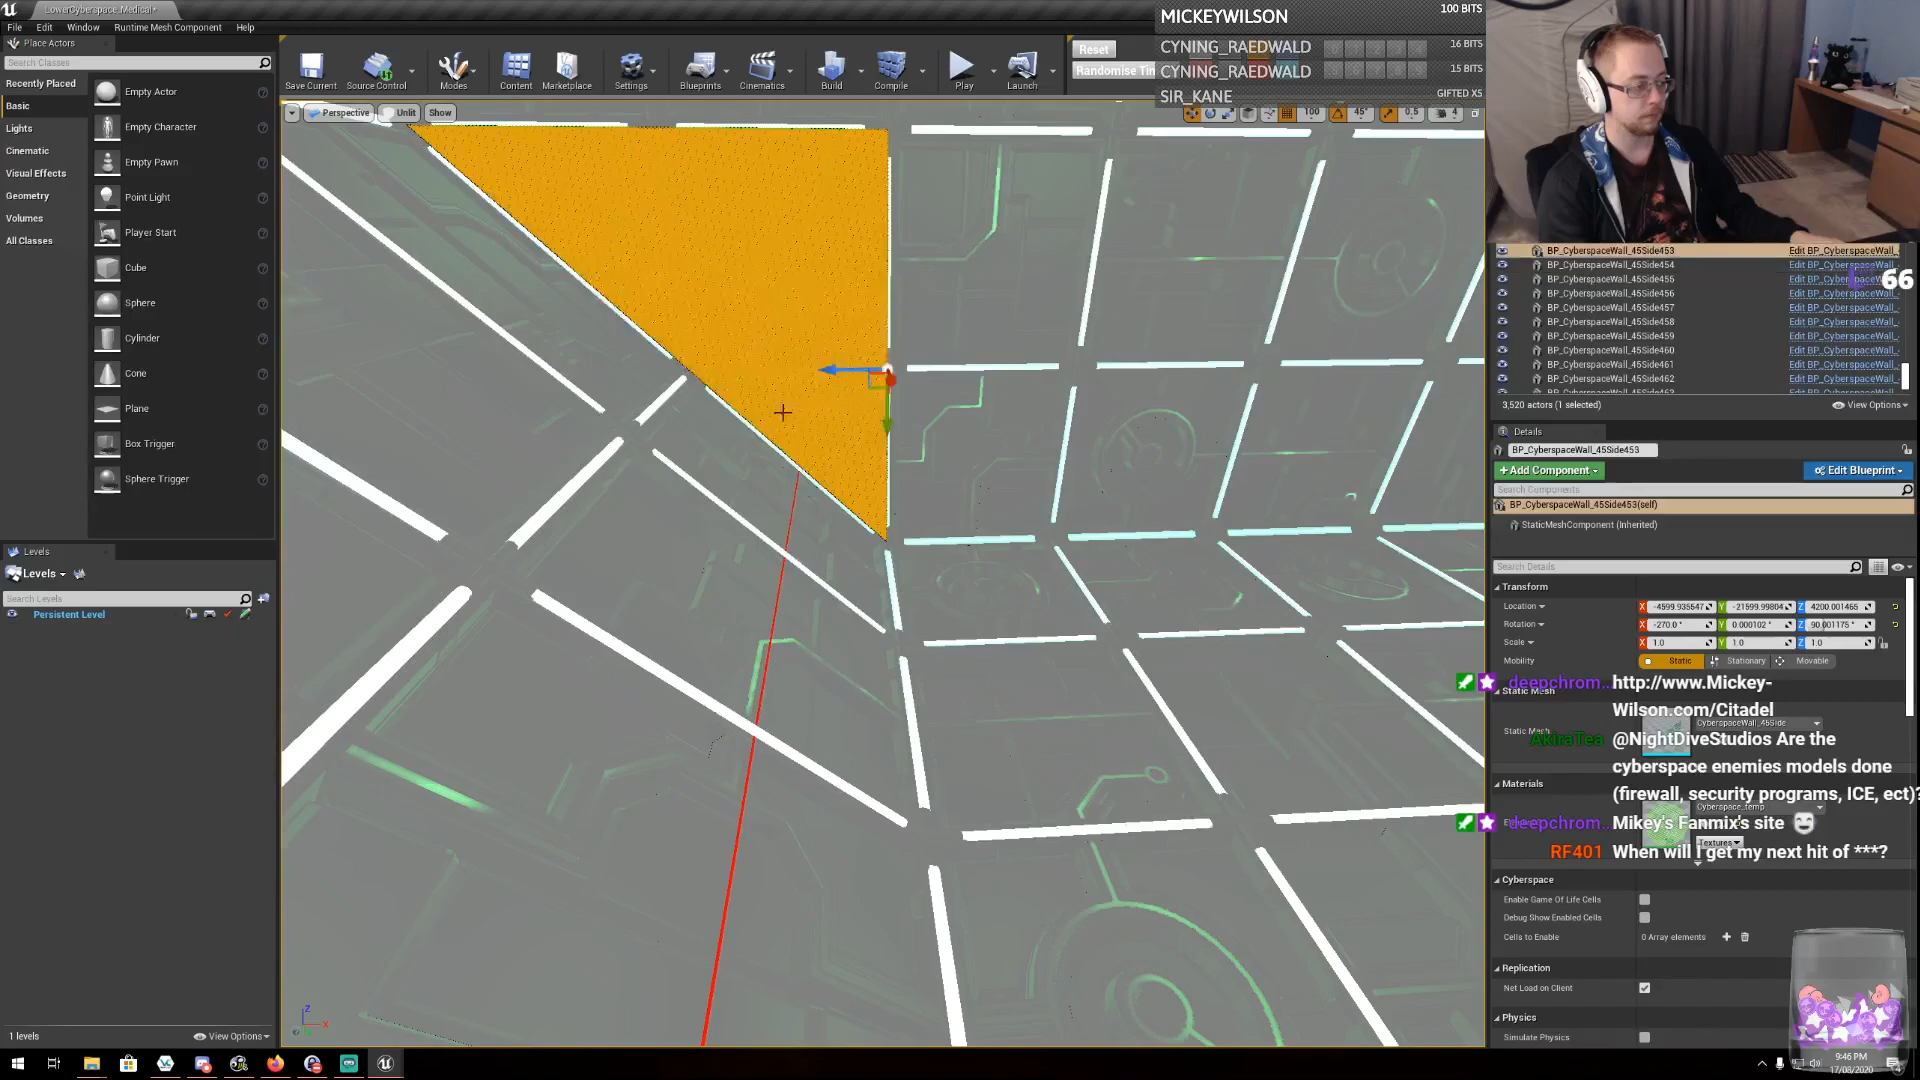 LowerCyberspace_Medical*
File Edit Window Runtime Mesh Component Help
Place Actors
Search Classes
Recently Placed
Basic
Lights
Cinematic
Visual Effects
Geometry
Volumes
All Classes
Empty Actor
Empty Character
Empty Pawn
Point Light
Player Start
Cube
Sphere
Cylinder
Cone
Plane
Box Trigger
Sphere Trigger
Levels
Levels
Search Levels
Persistent Level
1 levels
View Options
Save Current
Source Control
Modes
Content
Marketplace
Settings
Blueprints
Cinematics
Build
Compile
Play
Launch
Reset
Randomise Tim
Perspective
Unlit
Show
100
45°
0.5
4
MICKEYWILSON 100 BITS
CYNING_RAEDWALD 16 BITS
CYNING_RAEDWALD 15 BITS
SIR_KANE GIFTED X5
BP_CyberspaceWall_45Side453 Edit BP_CyberspaceWall_
BP_CyberspaceWall_45Side454 Edit BP_CyberspaceWall_
BP_CyberspaceWall_45Side455 Edit BP_CyberspaceWall_
BP_CyberspaceWall_45Side456 Edit BP_CyberspaceWall_
BP_CyberspaceWall_45Side457 Edit BP_CyberspaceWall_
BP_CyberspaceWall_45Side458 Edit BP_CyberspaceWall_
BP_CyberspaceWall_45Side459 Edit BP_CyberspaceWall_
BP_CyberspaceWall_45Side460 Edit BP_CyberspaceWall_
BP_CyberspaceWall_45Side461 Edit BP_CyberspaceWall_
BP_CyberspaceWall_45Side462 Edit BP_CyberspaceWall_
66
3,520 actors (1 selected)
View Options
Details
BP_CyberspaceWall_45Side453
+Add Component
Edit Blueprint
Search Components
BP_CyberspaceWall_45Side453(self)
StaticMeshComponent (Inherited)
Search Details
Transform
Location X -4599.935547 Y -21599.99804 Z 4200.001465
Rotation X -270.0 ° Y 0.000102 ° Z 90.001175 °
Scale X 1.0 Y 1.0 Z 1.0
Mobility Static Stationary Movable
Static Mesh
Static Mesh
CyberspaceWall_45Side
Materials
Cyberspace_temp
Textures
deepchrom... http://www.Mickey-
Wilson.com/Citadel
AkiraTea @NightDiveStudios Are the
cyberspace enemies models done
(firewall, security programs, ICE, ect)?
deepchrom... Mikey's Fanmix's site
RF401 When will I get my next hit of ***?
Cyberspace
Enable Game Of Life Cells
Debug Show Enabled Cells
Cells to Enable 0 Array elements
Replication
Net Load on Client
Physics
Simulate Physics
9:46 PM
17/08/2020